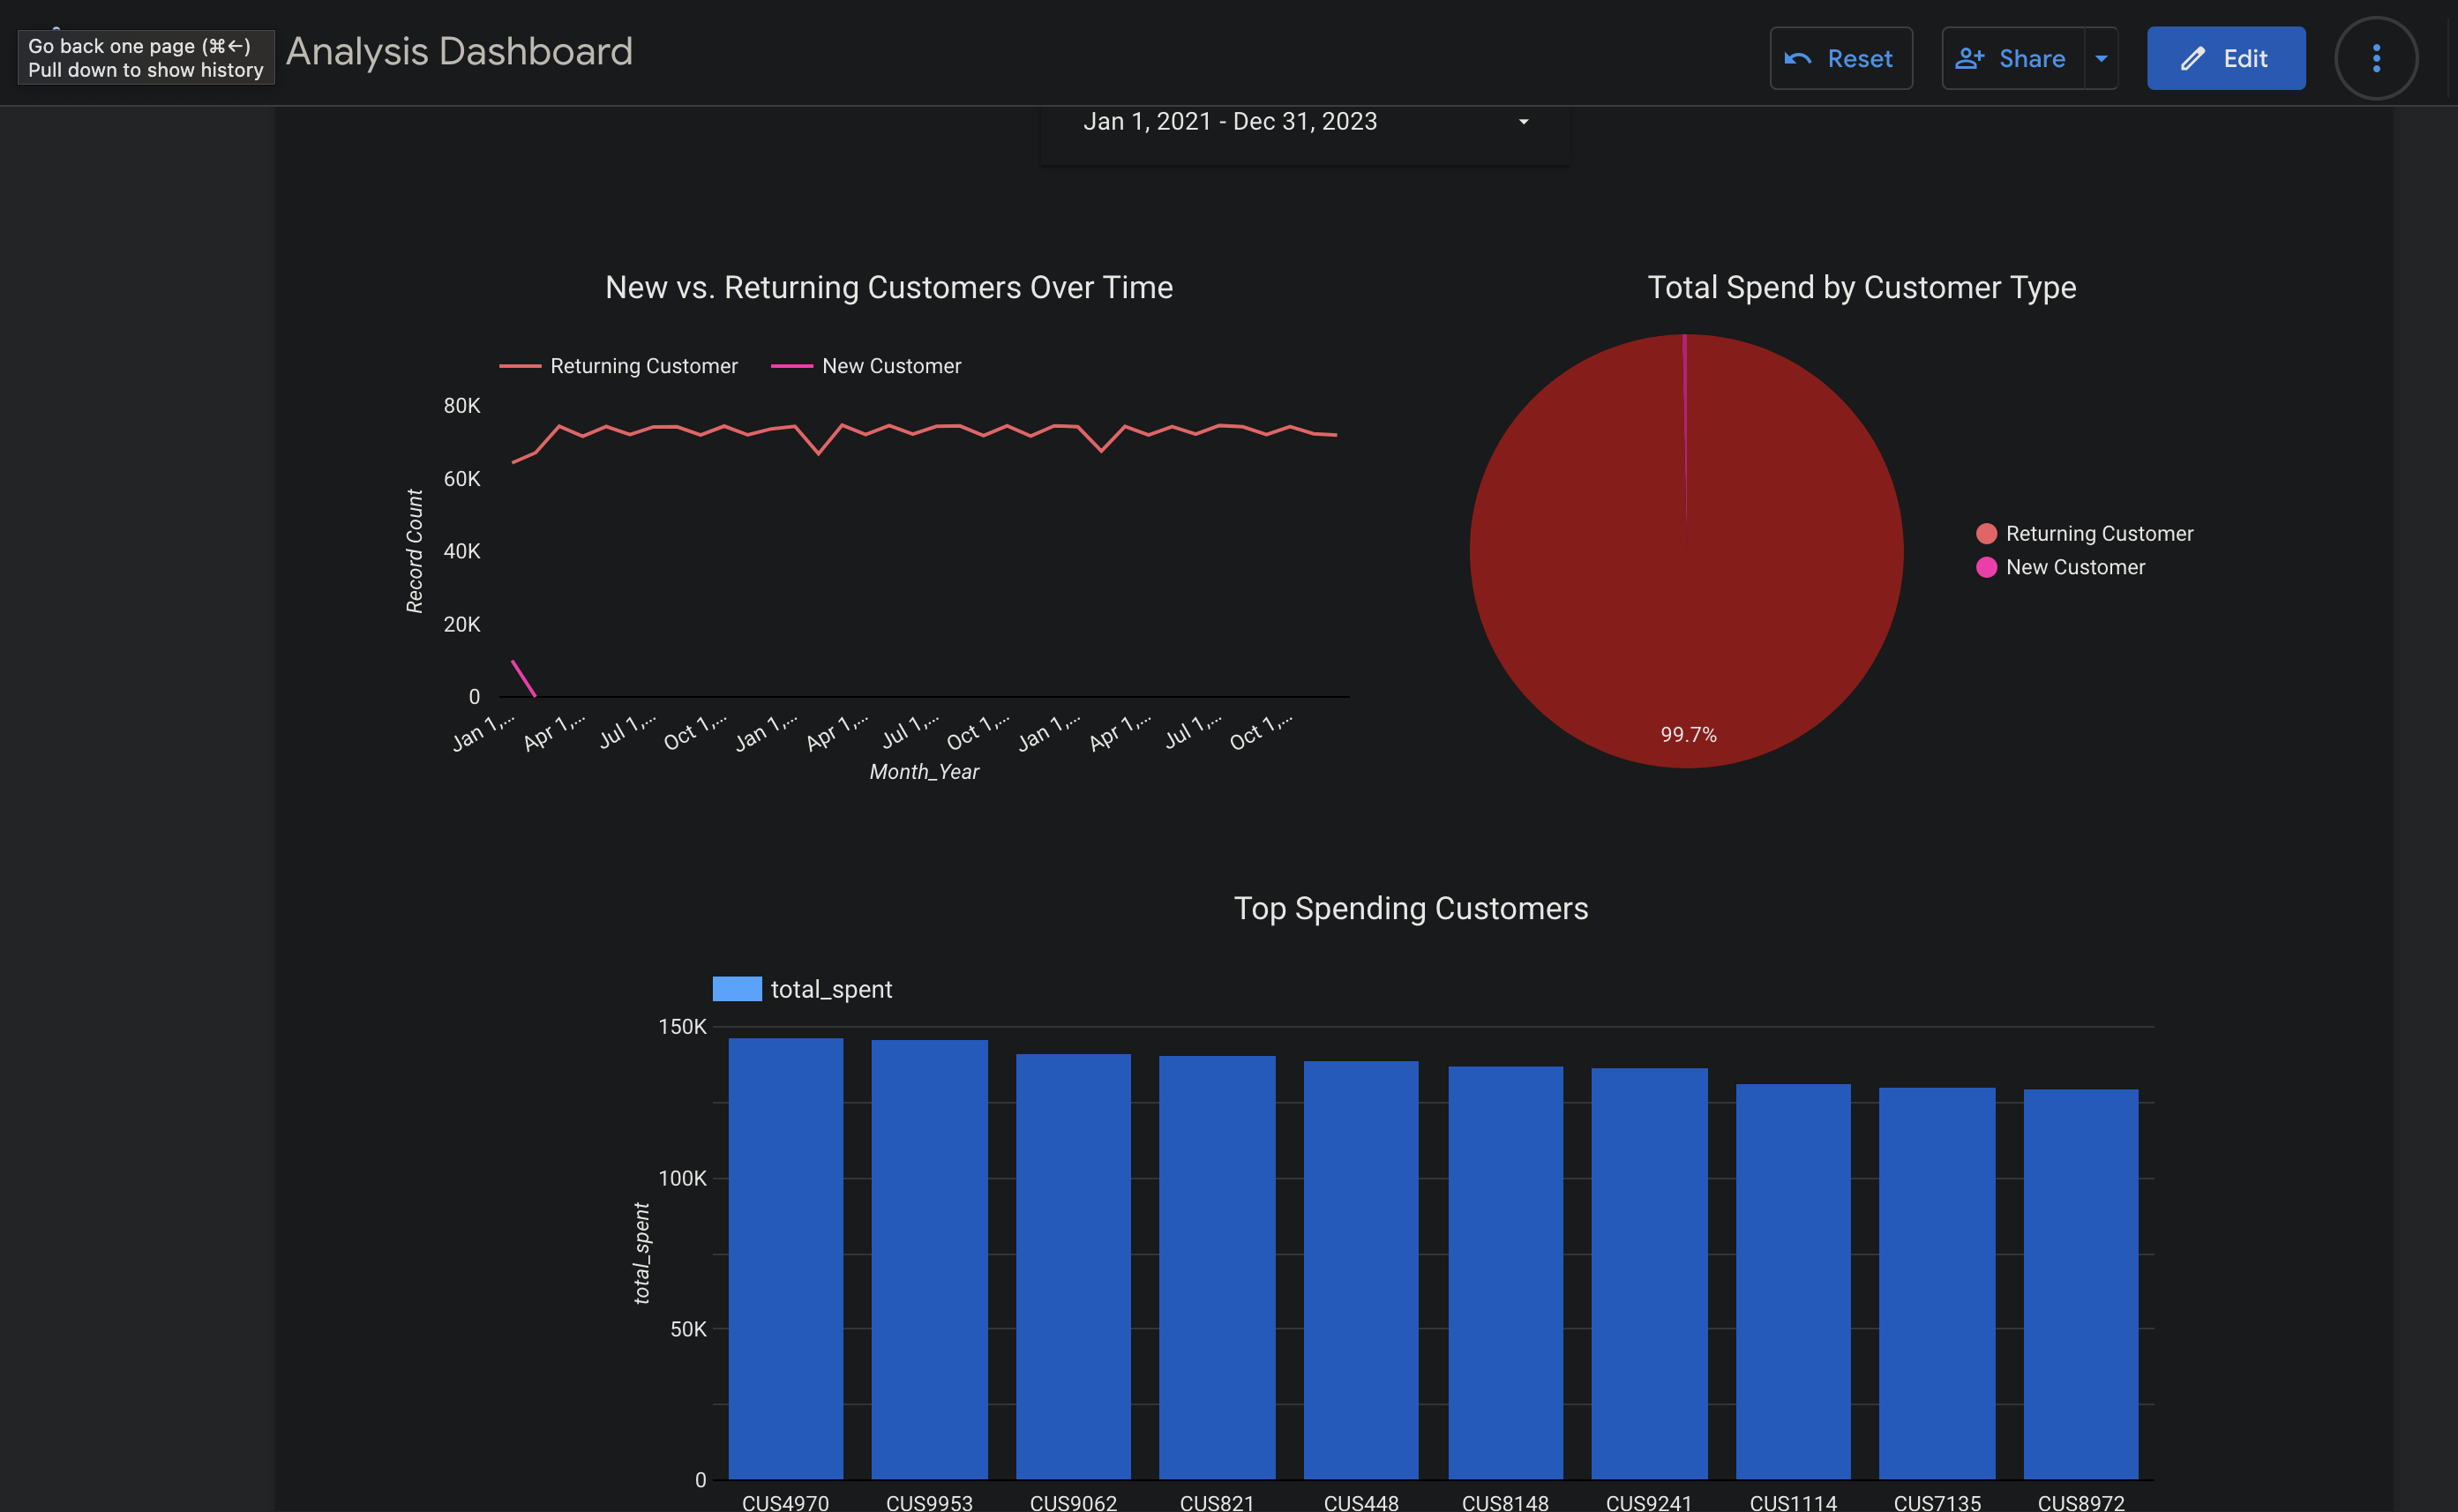 Go back one page (⌘←)
Pull down to show history
Analysis Dashboard
Reset
Share
Edit
Jan 1, 2021 - Dec 31, 2023
New vs. Returning Customers Over Time
Returning Customer
New Customer
80K
60K
40K
20K
0
Record Count
Jan 1,...
Apr 1,...
Jul 1,...
Oct 1,...
Jan 1,...
Apr 1,...
Jul 1,...
Oct 1,...
Jan 1,...
Apr 1,...
Jul 1,...
Oct 1,...
Month_Year
Total Spend by Customer Type
99.7%
Returning Customer
New Customer
Top Spending Customers
total_spent
150K
100K
50K
0
total_spent
CUS4970
CUS9953
CUS9062
CUS821
CUS448
CUS8148
CUS9241
CUS1114
CUS7135
CUS8972